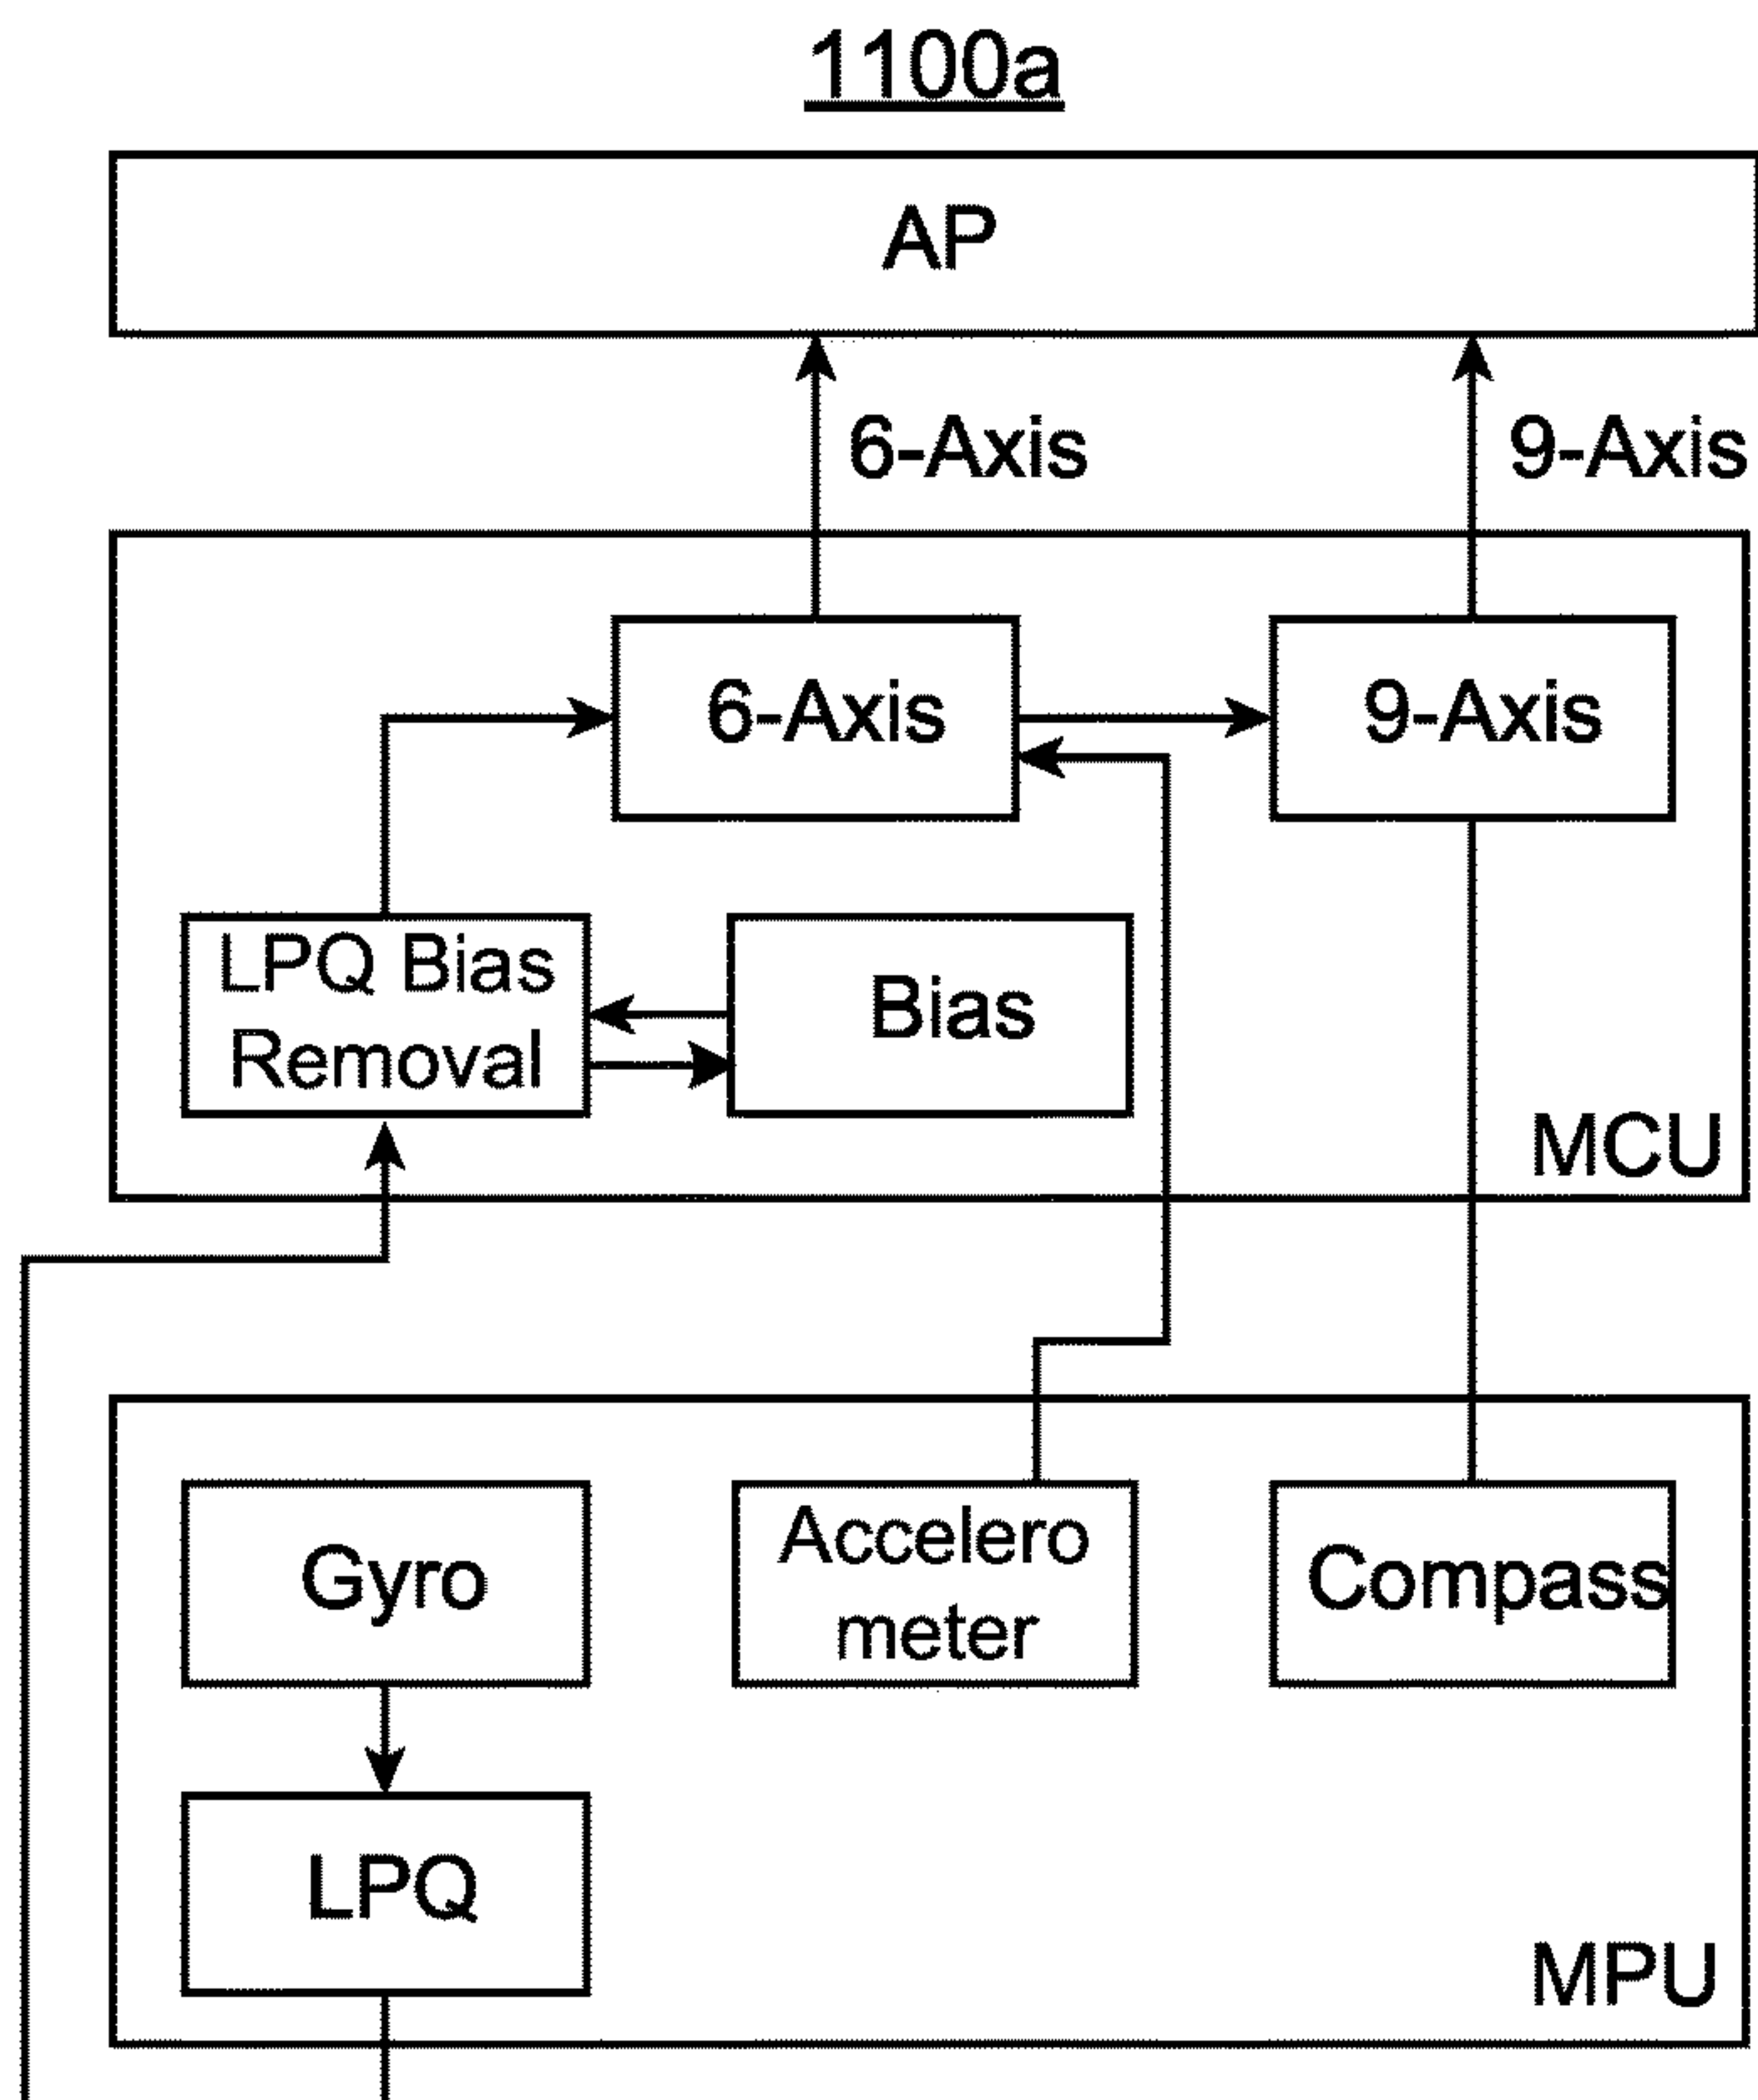 1100a
AP
6-Axis
9-Axis
6-Axis
9-Axis
LPQ Bias
Removal
Bias
MCU
Gyro
Accelero
meter
Compass
LPQ
MPU